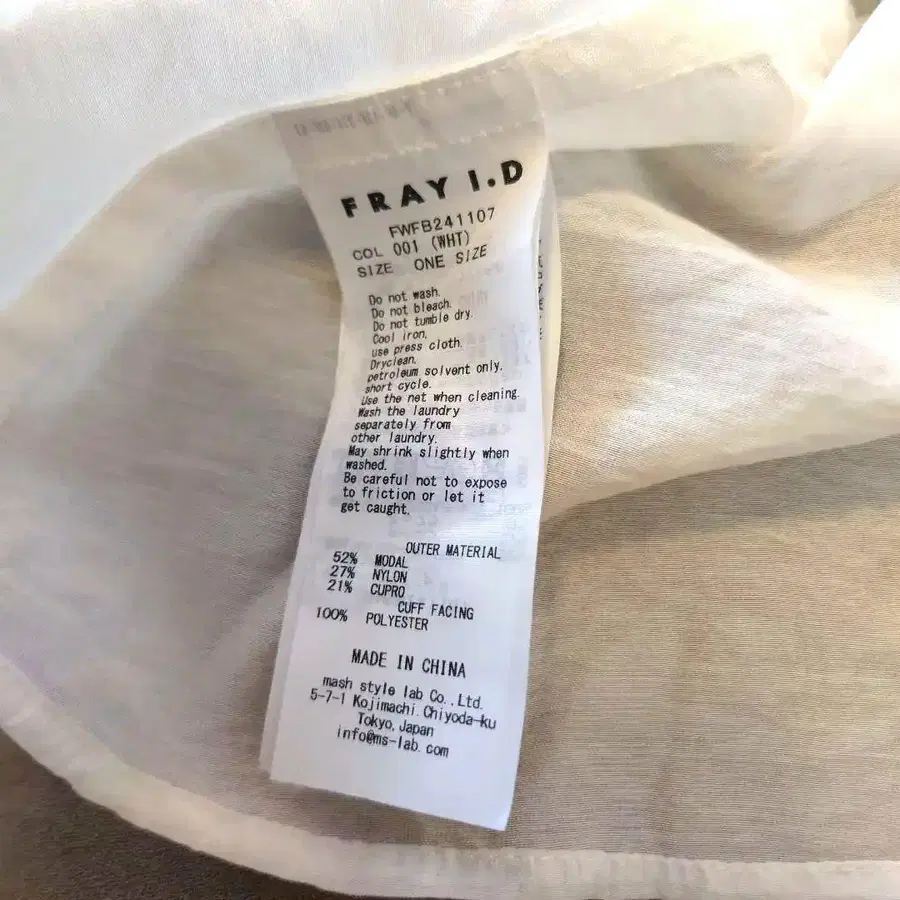 FRAY I.D
FWFB241107
COL 001 (WHT)
SIZE ONE SIZE
Do not wash.
Do not bleach.
Do not tumble dry.
Cool iron,
use press cloth.
Dryclean,
petroleum solvent only,
short cycle.
Use the net when cleaning.
Wash the laundry
separately from
other laundry.
May shrink slightly when
washed.
Be careful not to expose
to friction or let it
get caught.
OUTER MATERIAL
52% MODAL
27% NYLON
21% CUPRO
CUFF FACING
100% POLYESTER
MADE IN CHINA
mash style lab Co.,Ltd.
5-7-1 Kojimachi Chiyoda-ku
Tokyo, Japan
info@ms-lab.com